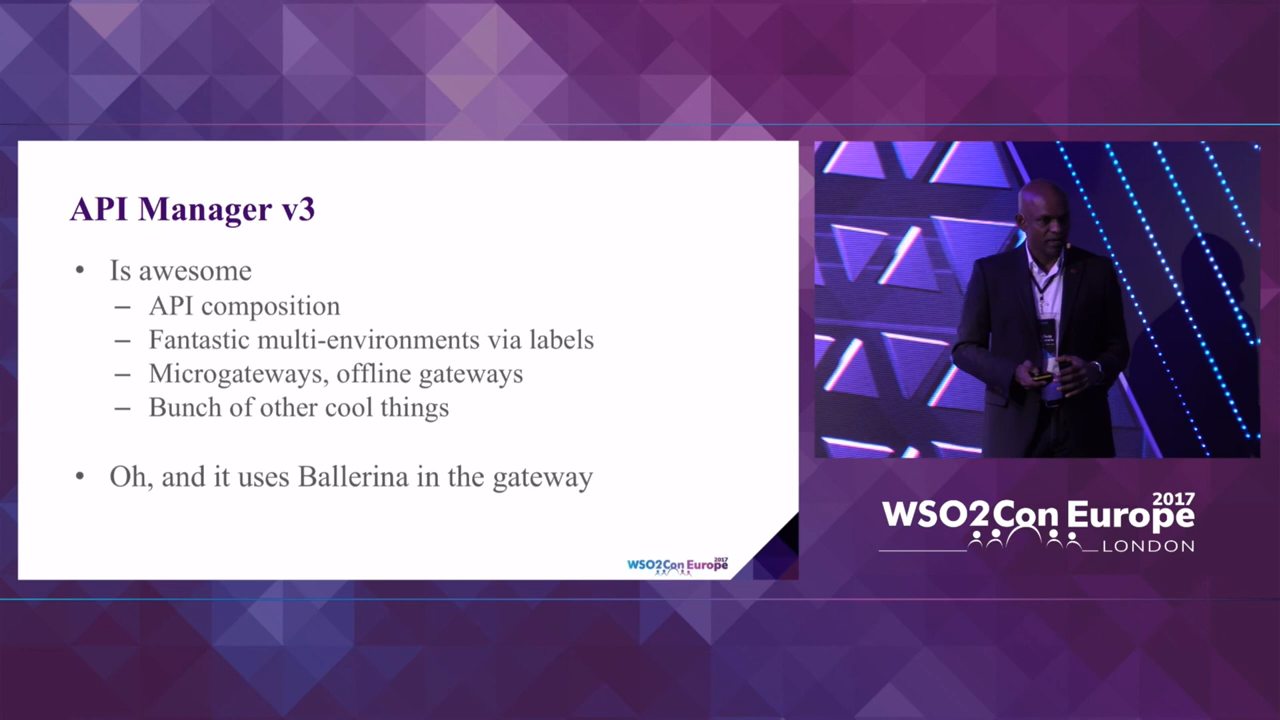 API Manager v3
• Is awesome
– API composition
– Fantastic multi-environments via labels
– Microgateways, offline gateways
– Bunch of other cool things
• Oh, and it uses Ballerina in the gateway
WSO2Con Europe 2017
WSO2Con Europe 2017
LONDON